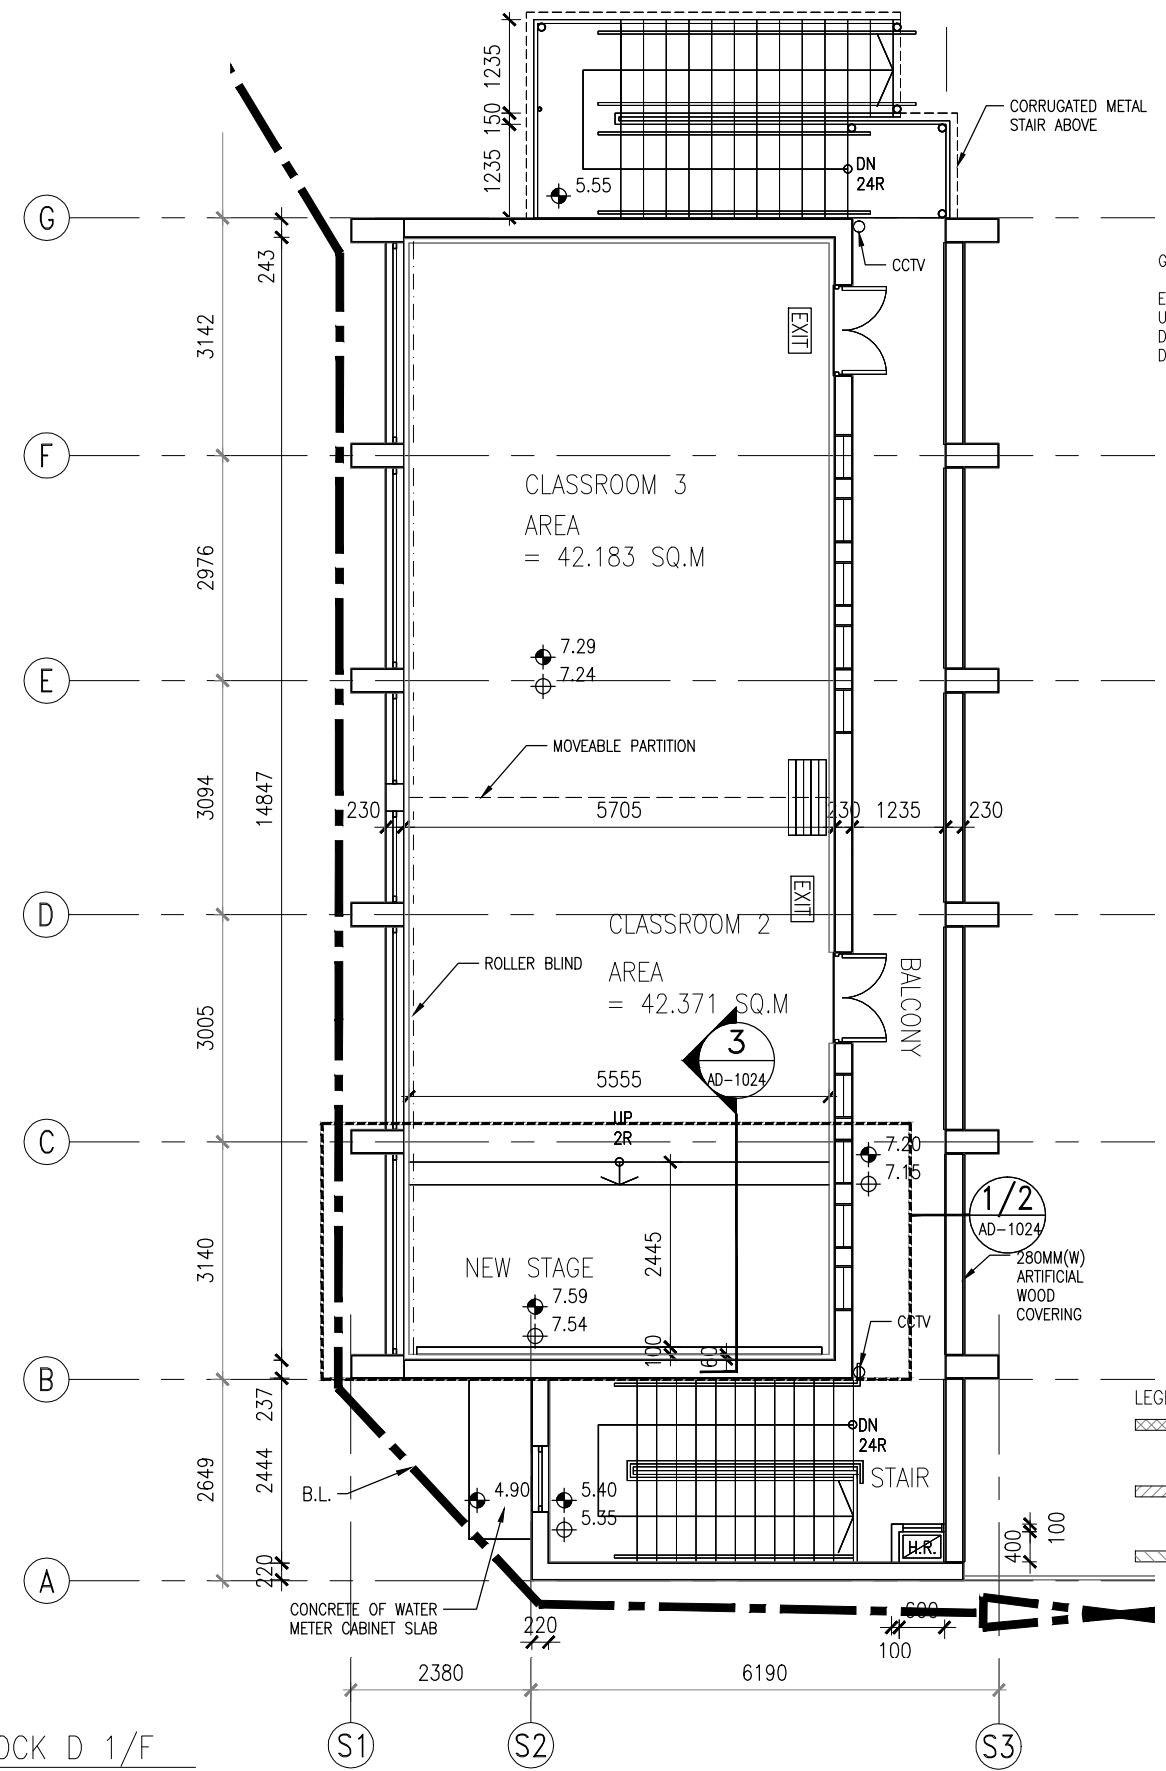 1235
150
1235
CORRUGATED METAL
STAIR ABOVE
DN
24R
5.55
G
243
CCTV
G
E
U
D
D
3142
EXIT
F
CLASSROOM 3
AREA
= 42.183 SQ.M
2976
7.29
7.24
E
MOVEABLE PARTITION
3094
14847
230
5705
230
1235
230
EXIT
D
CLASSROOM 2
ROLLER BLIND
AREA
= 42.371 SQ.M
BALCONY
3005
3
AD-1024
5555
UP
2R
C
7.20
7.15
1/2
AD-1024
3140
2445
NEW STAGE
7.59
7.54
280MM(W)
ARTIFICIAL
WOOD
COVERING
CCTV
100
60
B
237
LEGE
DN
24R
STAIR
2649
2444
B.L.
4.90
5.40
5.35
H.R.
400
100
220
A
CONCRETE OF WATER
METER CABINET SLAB
220
600
100
2380
6190
OCK D 1/F
S1
S2
S3